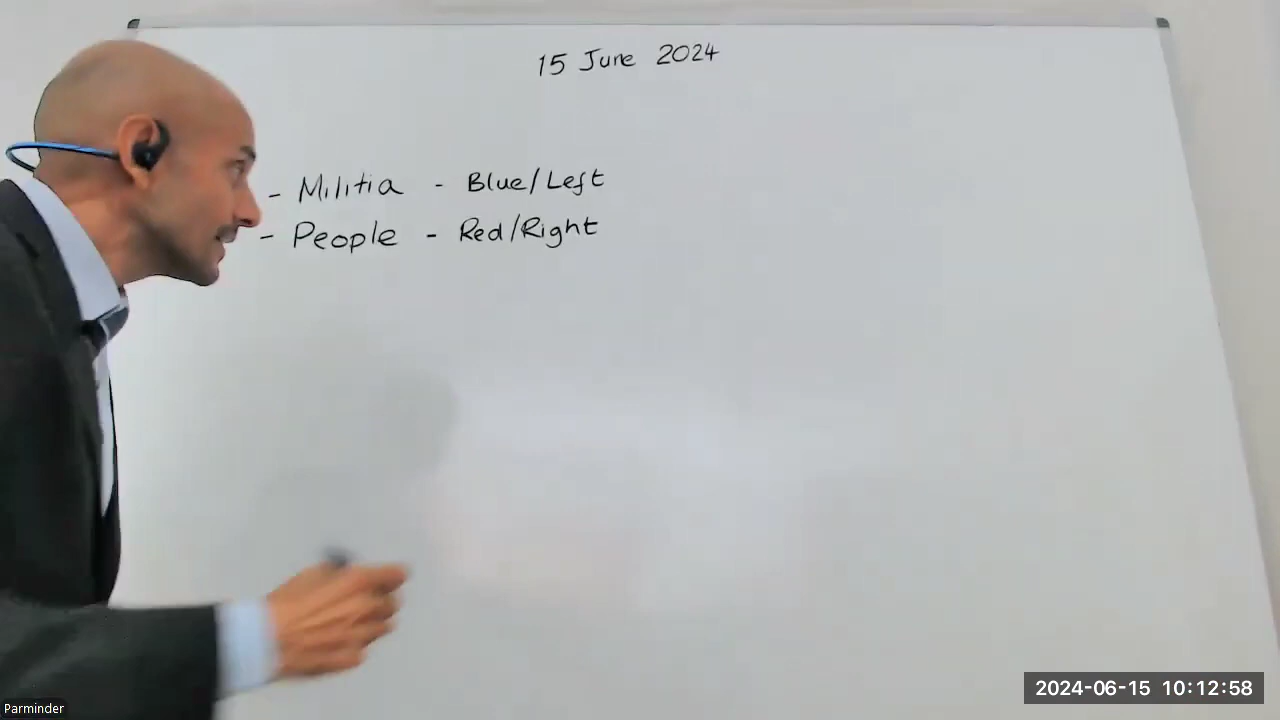 15 June 2024
- Militia - Blue/Left
- People - Red/Right
Parminder
2024-06-15 10:12:58